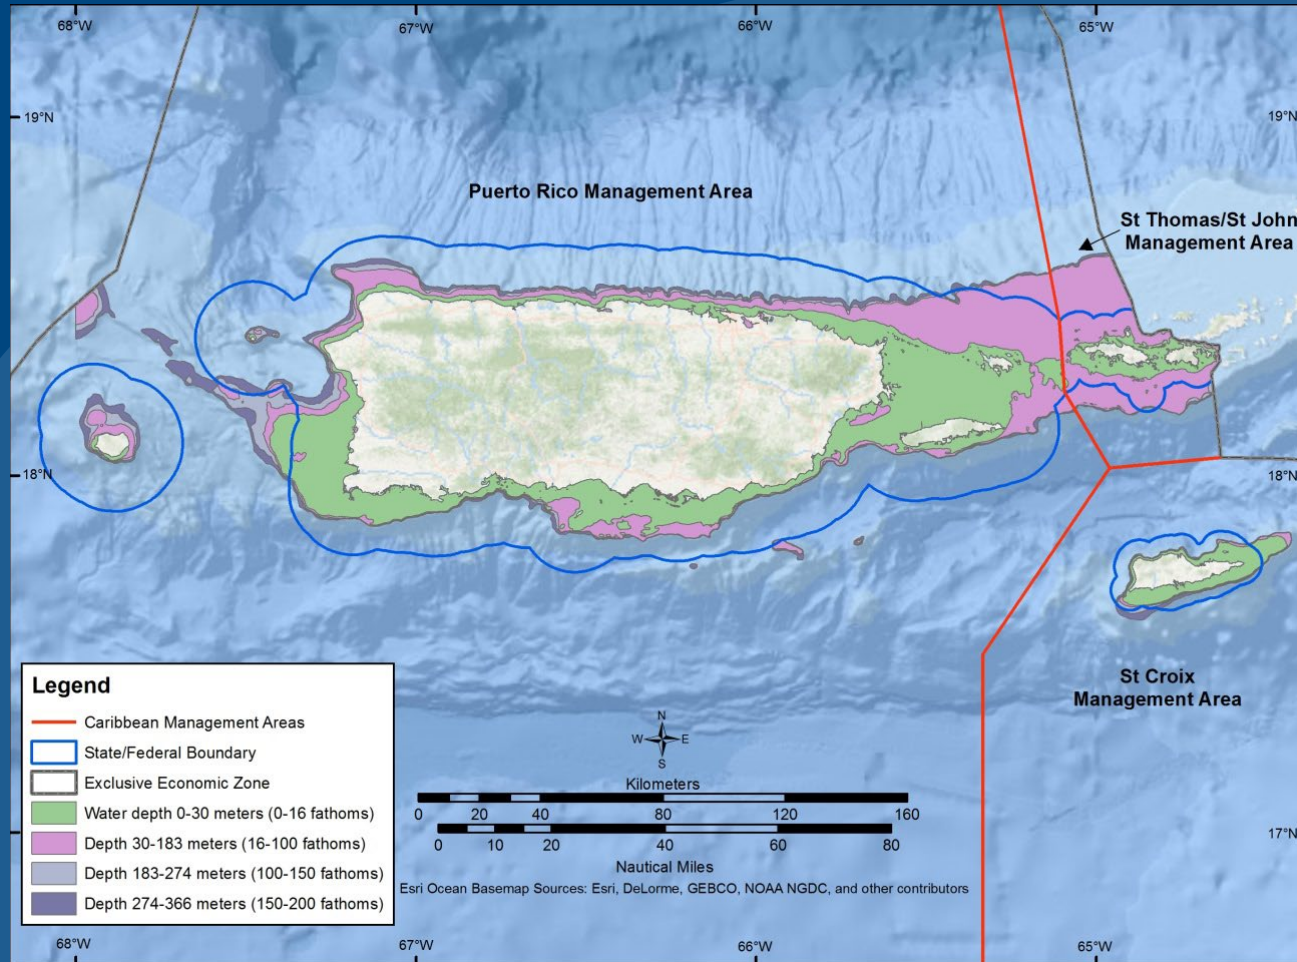 68°W
67°W
66°W
65°W
19°N
19°N
Puerto Rico Management Area
St Thomas/St John
Management Area
18°N
18°N
St Croix
Management Area
Legend
Caribbean Management Areas
State/Federal Boundary
Exclusive Economic Zone
Water depth 0-30 meters (0-16 fathoms)
Depth 30-183 meters (16-100 fathoms)
Depth 183-274 meters (100-150 fathoms)
Depth 274-366 meters (150-200 fathoms)
N
W E
S
Kilometers
0 20 40 80 120 160
0 10 20 40 60 80
Nautical Miles
17°N
Esri Ocean Basemap Sources: Esri, DeLorme, GEBCO, NOAA NGDC, and other contributors
68°W
67°W
66°W
65°W